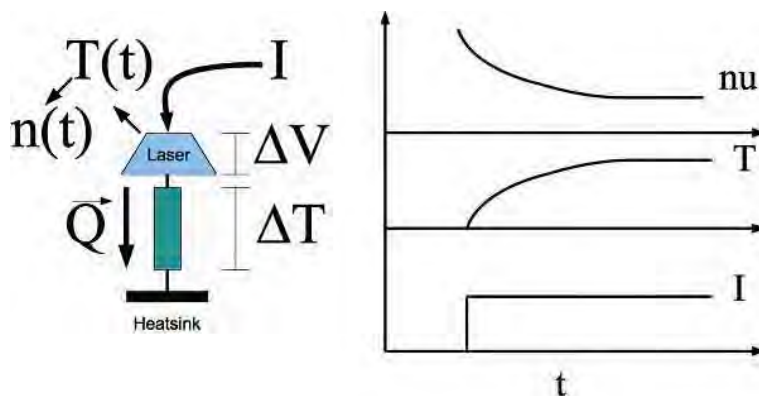 T(t)
I
n(t)
Laser
ΔV
Q
ΔT
Heatsink
nu
T
I
t